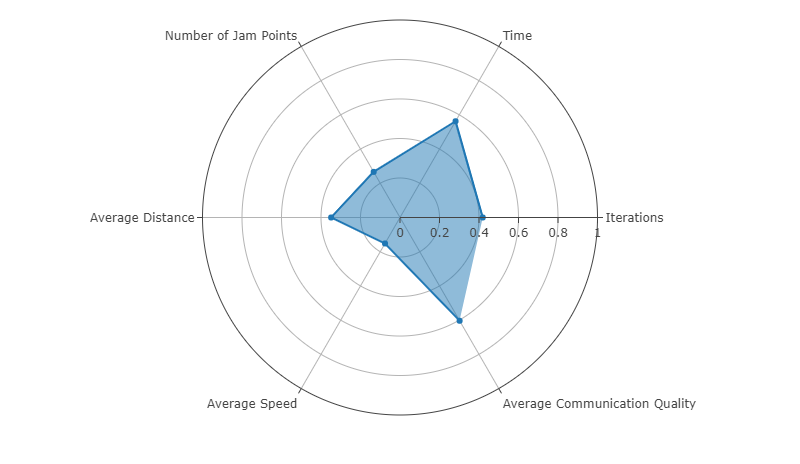 Number of Jam Points
Time
Average Distance
Iterations
0 0.2 0.4 0.6 0.8 1
Average Speed
Average Communication Quality